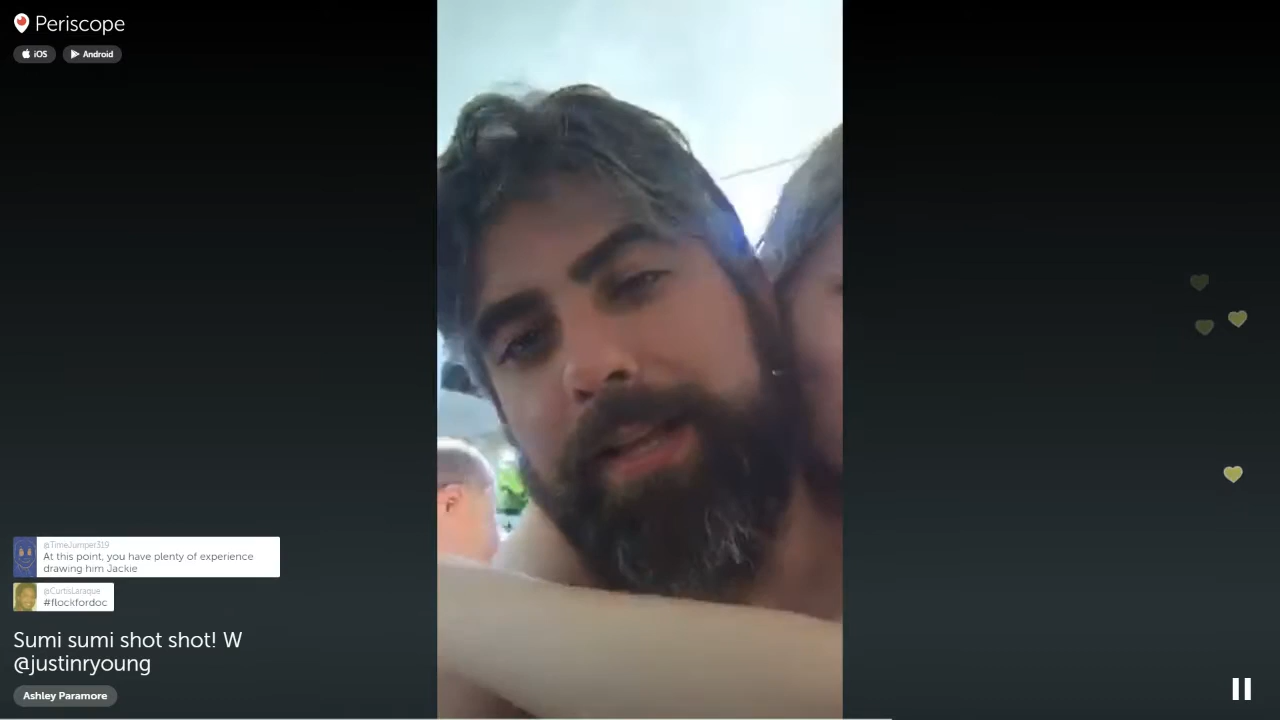 Periscope
iOS
Android
@TimeJumper319
At this point, you have plenty of experience
drawing him Jackie
@CurtisLaraque
#flockfordoc
Sumi sumi shot shot! W
@justinryoung
Ashley Paramore